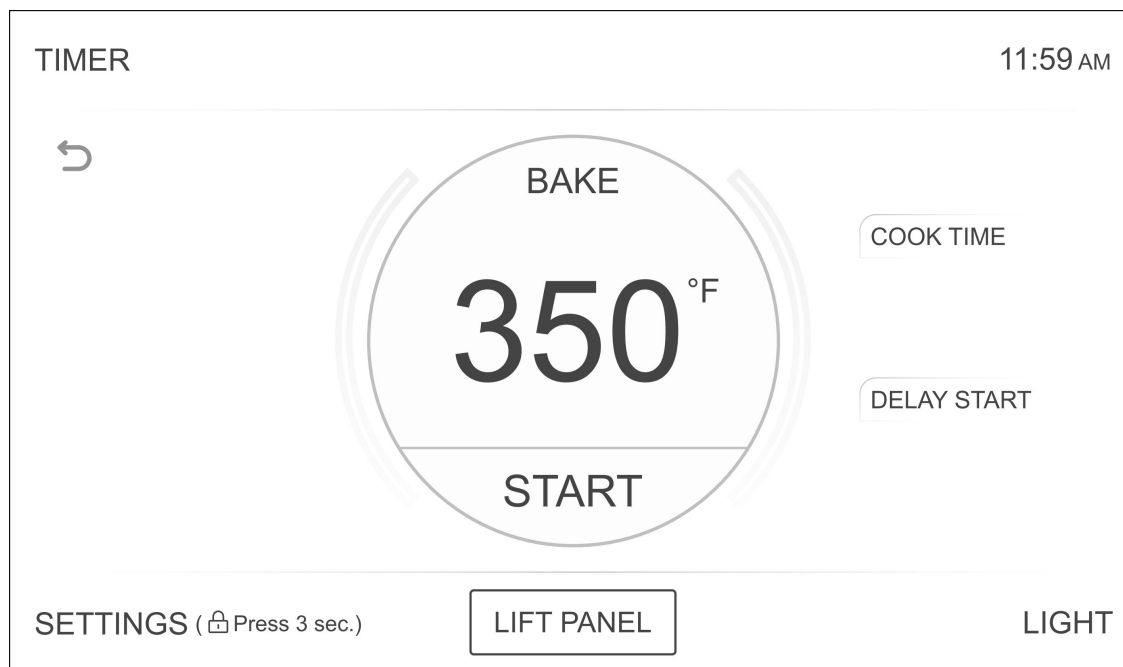 TIMER
11:59 AM
BAKE
350 °F
COOK TIME
DELAY START
START
SETTINGS ( Press 3 sec.)
LIFT PANEL
LIGHT